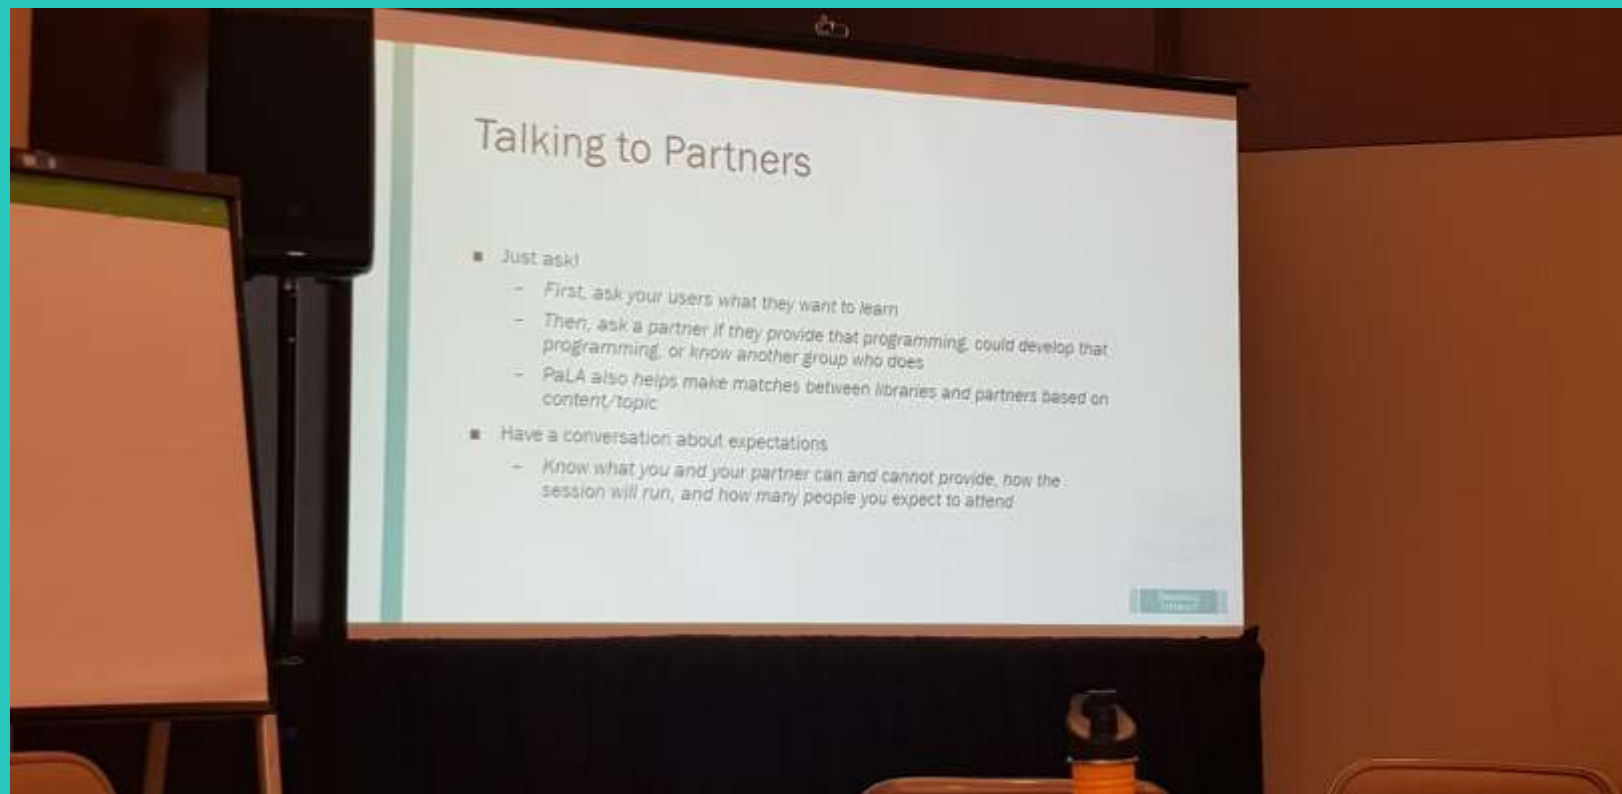 Talking to Partners
■ Just ask!
– First, ask your users what they want to learn
– Then, ask a partner if they provide that programming, could develop that
programming, or know another group who does
– PaLA also helps make matches between libraries and partners based on
content/topic
■ Have a conversation about expectations
– Know what you and your partner can and cannot provide, how the
session will run, and how many people you expect to attend